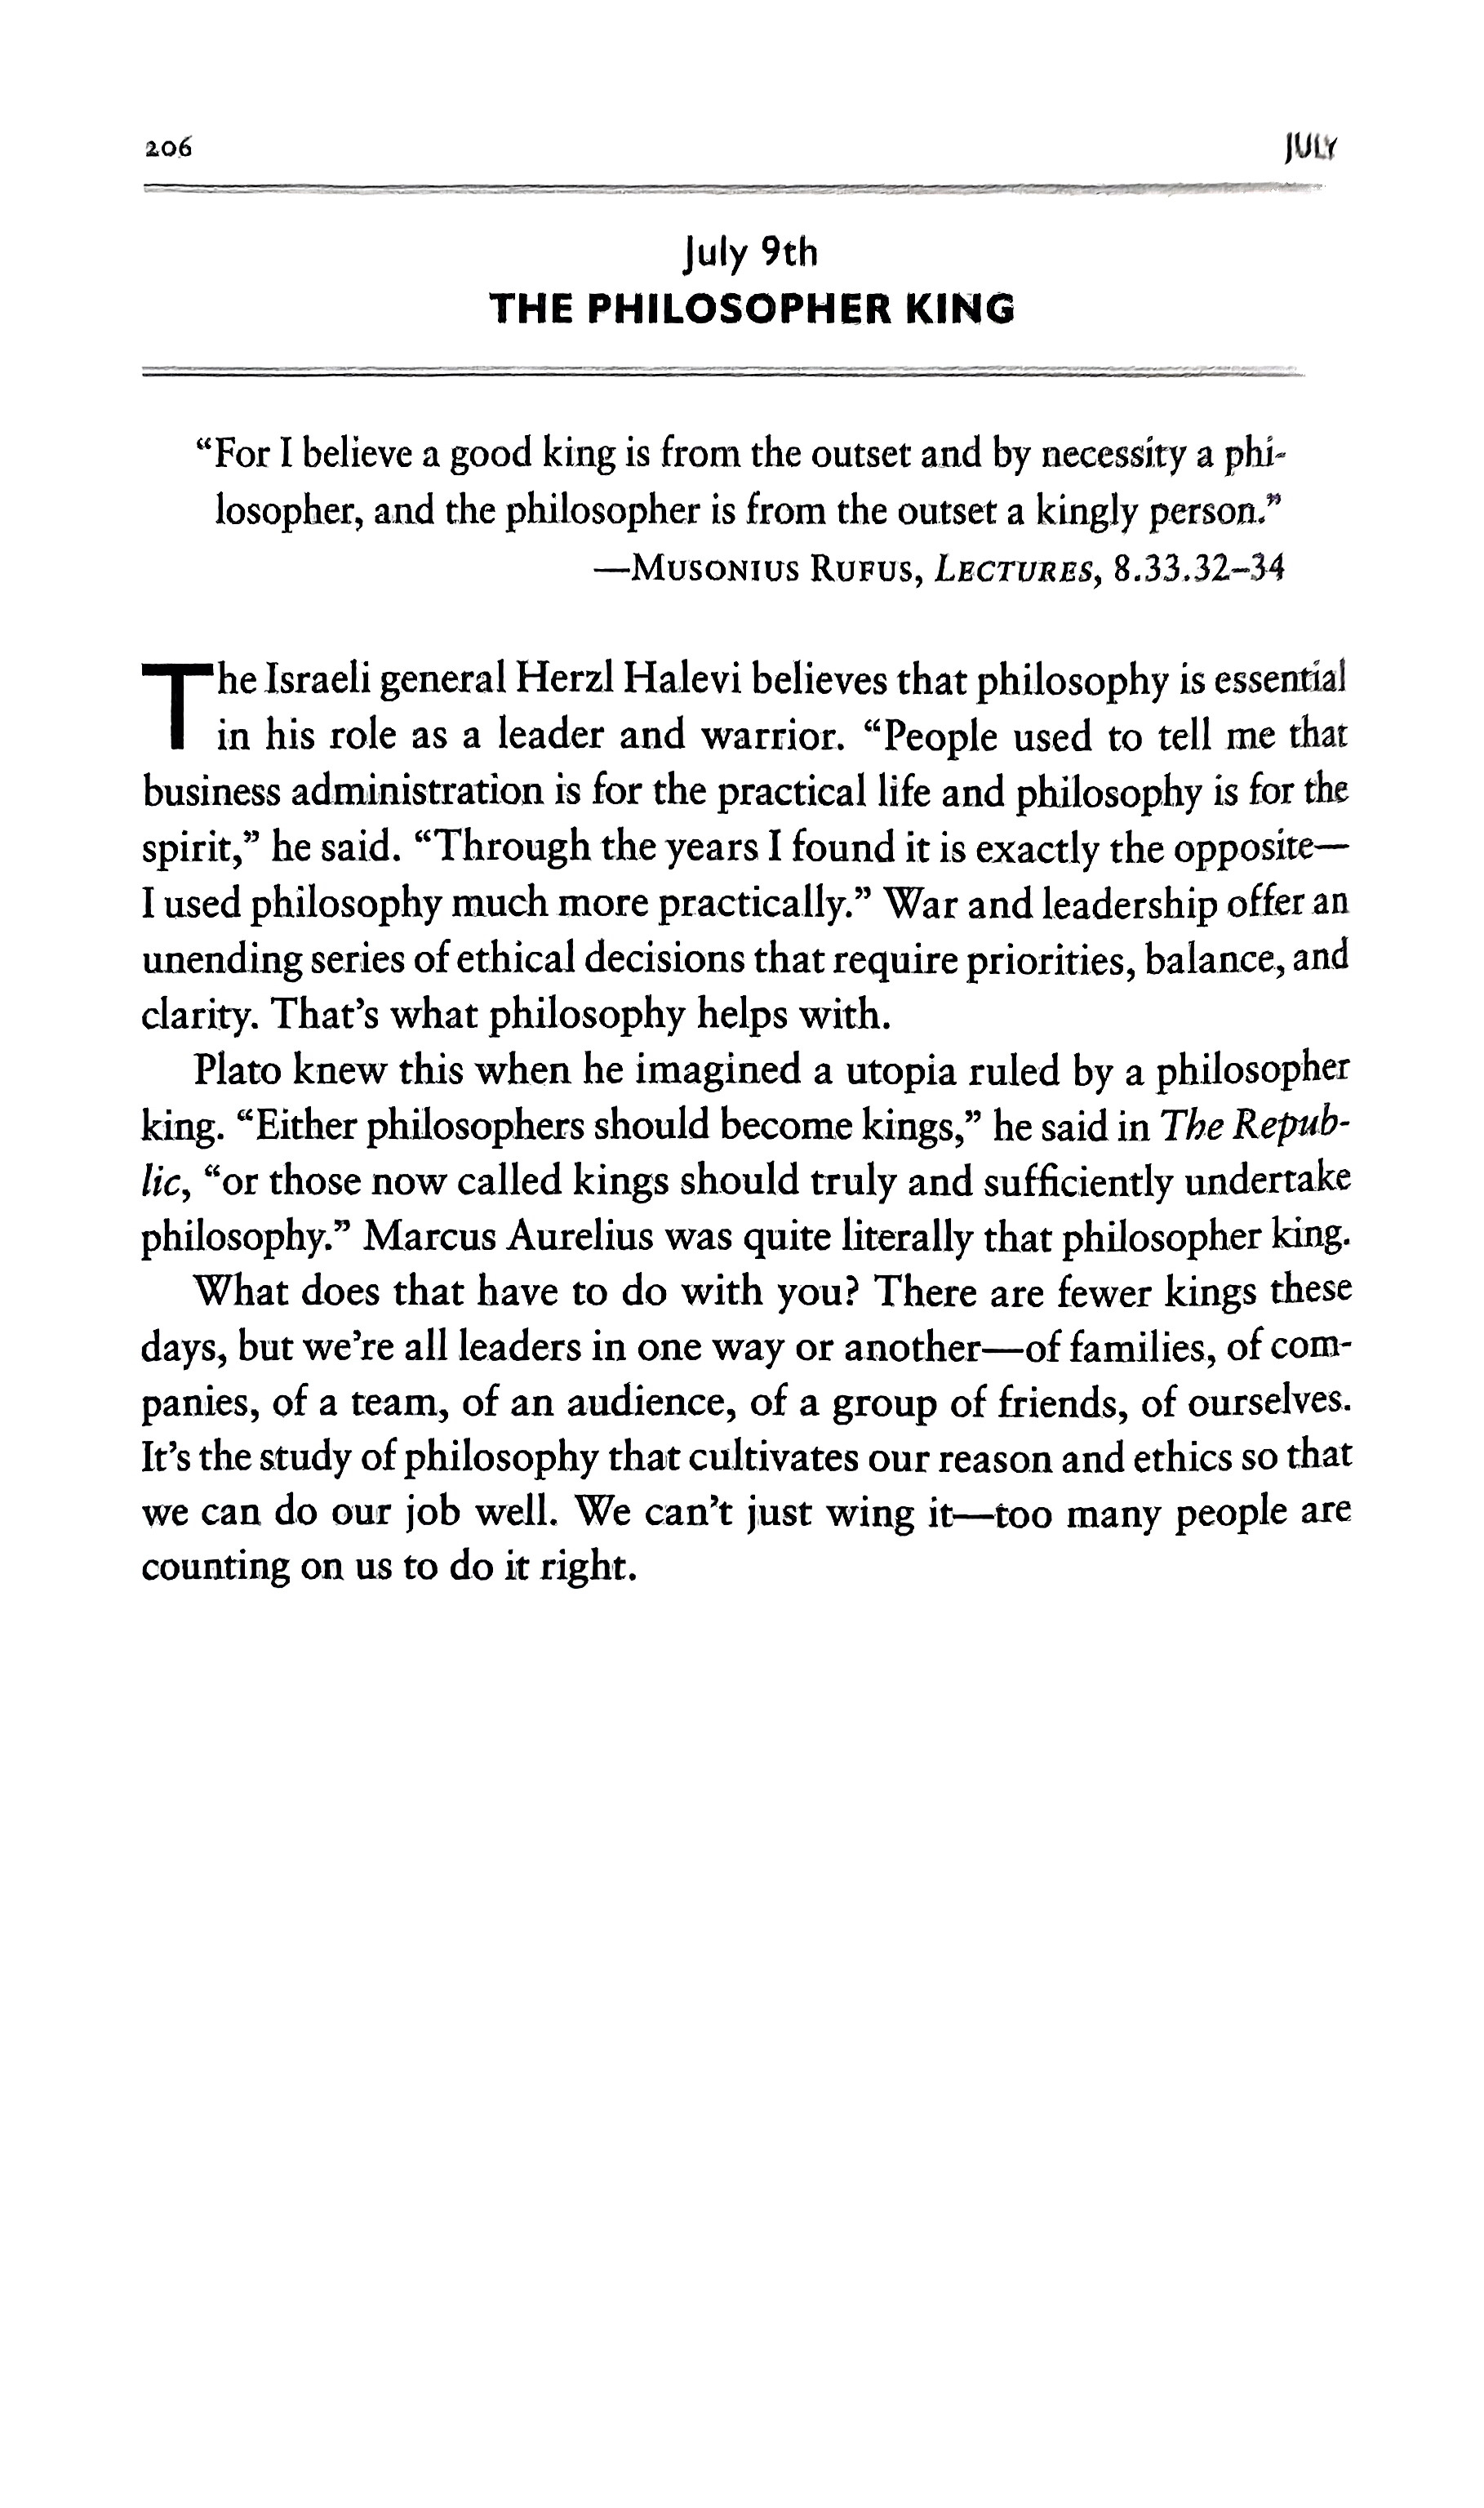 206
JULY
July 9th
THE PHILOSOPHER KING
“For I believe a good king is from the outset and by necessity a phi-
losopher, and the philosopher is from the outset a kingly person.”
—MUSONIUS RUFUS, LECTURES, 8.33.32–34
The Israeli general Herzl Halevi believes that philosophy is essential
in his role as a leader and warrior. “People used to tell me that
business administration is for the practical life and philosophy is for the
spirit,” he said. “Through the years I found it is exactly the opposite—
I used philosophy much more practically.” War and leadership offer an
unending series of ethical decisions that require priorities, balance, and
clarity. That’s what philosophy helps with.
Plato knew this when he imagined a utopia ruled by a philosopher
king. “Either philosophers should become kings,” he said in The Repub-
lic, “or those now called kings should truly and sufficiently undertake
philosophy.” Marcus Aurelius was quite literally that philosopher king.
What does that have to do with you? There are fewer kings these
days, but we’re all leaders in one way or another—of families, of com-
panies, of a team, of an audience, of a group of friends, of ourselves.
It’s the study of philosophy that cultivates our reason and ethics so that
we can do our job well. We can’t just wing it—too many people are
counting on us to do it right.